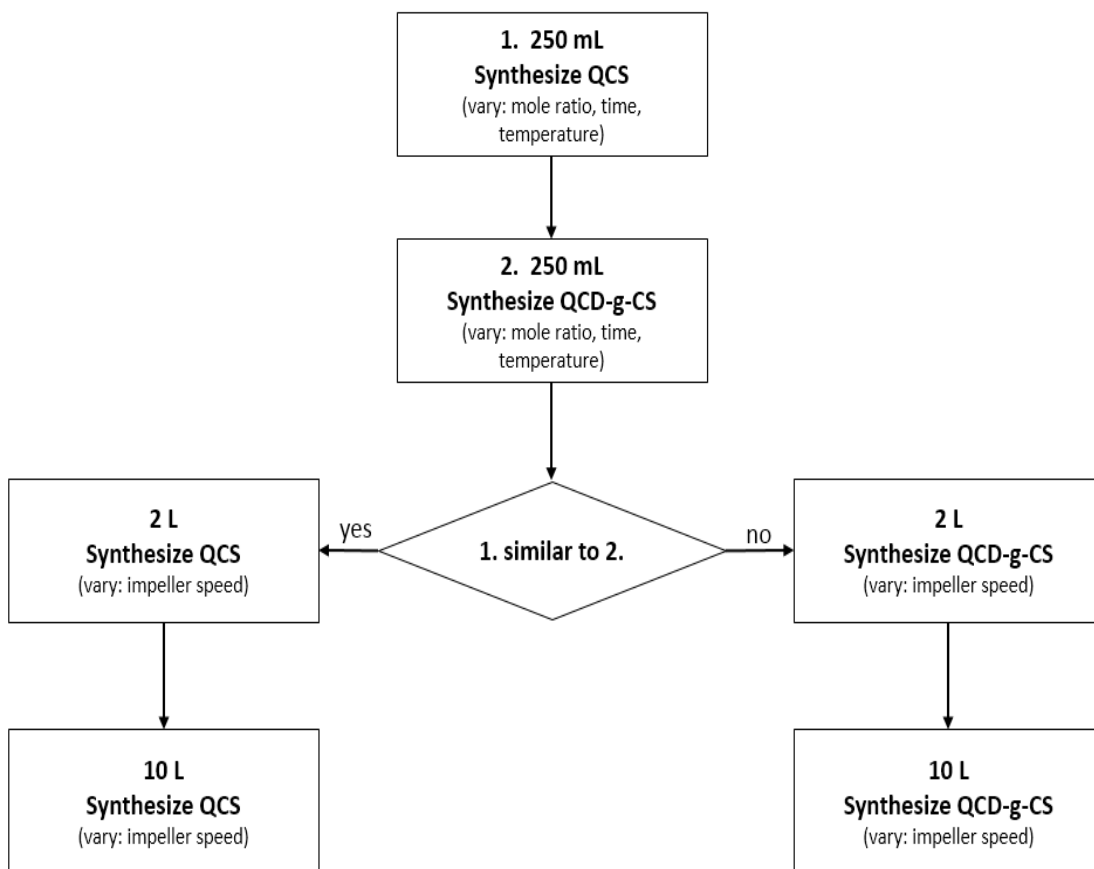 1. 250 mL
Synthesize QCS
(vary: mole ratio, time,
temperature)
2. 250 mL
Synthesize QCD-g-CS
(vary: mole ratio, time,
temperature)
2 L
Synthesize QCS
(vary: impeller speed)
yes
1. similar to 2.
no
2 L
Synthesize QCD-g-CS
(vary: impeller speed)
10 L
Synthesize QCS
(vary: impeller speed)
10 L
Synthesize QCD-g-CS
(vary: impeller speed)